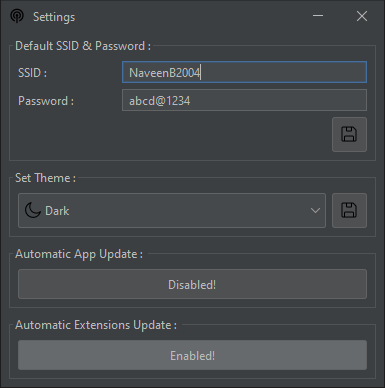 Settings
Default SSID & Password :
SSID : NaveenB2004
Password : abcd@1234
Set Theme :
Dark
Automatic App Update :
Disabled!
Automatic Extensions Update :
Enabled!